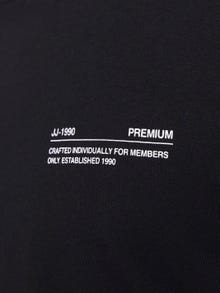 JJ-1990 PREMIUM
CRAFTED INDIVIDUALLY FOR MEMBERS
ONLY. ESTABLISHED 1990